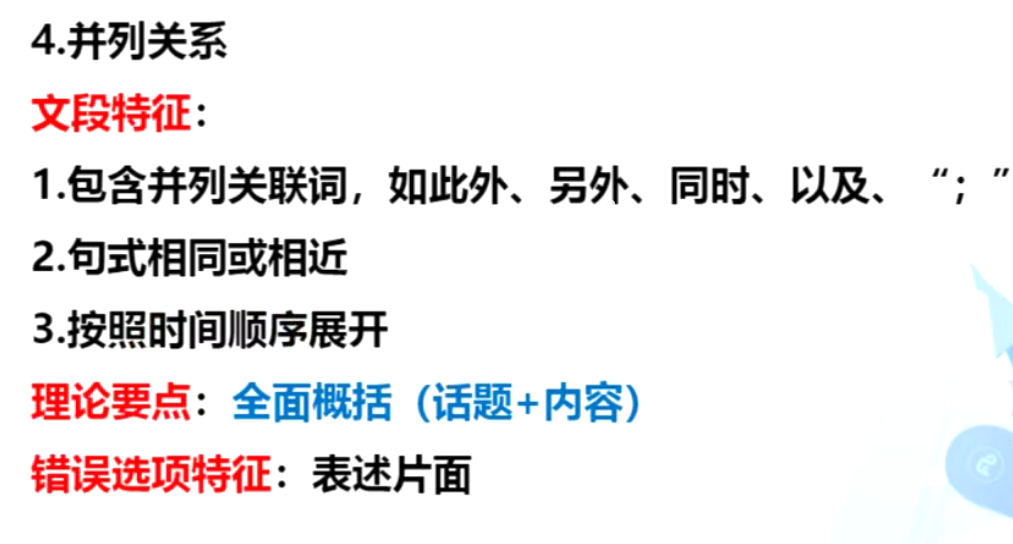 4.并列关系
文段特征：
1.包含并列关联词，如此外、另外、同时、以及、“；”
2.句式相同或相近
3.按照时间顺序展开
理论要点：全面概括（话题+内容）
错误选项特征：表述片面